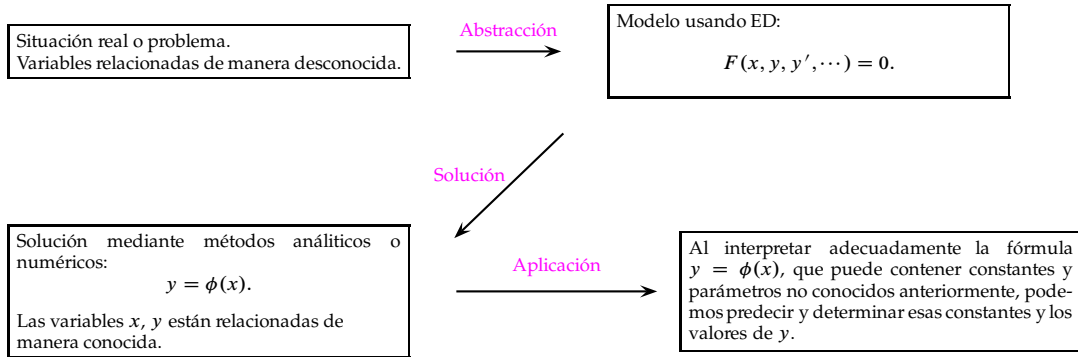 Situación real o problema.
Variables relacionadas de manera desconocida.
Abstracción
Modelo usando ED:
F(x, y, y′, ⋯) = 0.
Solución
Solución mediante métodos análiticos o
numéricos:
y = ϕ(x).
Las variables x, y están relacionadas de
manera conocida.
Aplicación
Al interpretar adecuadamente la fórmula
y = ϕ(x), que puede contener constantes y
parámetros no conocidos anteriormente, pode-
mos predecir y determinar esas constantes y los
valores de y.